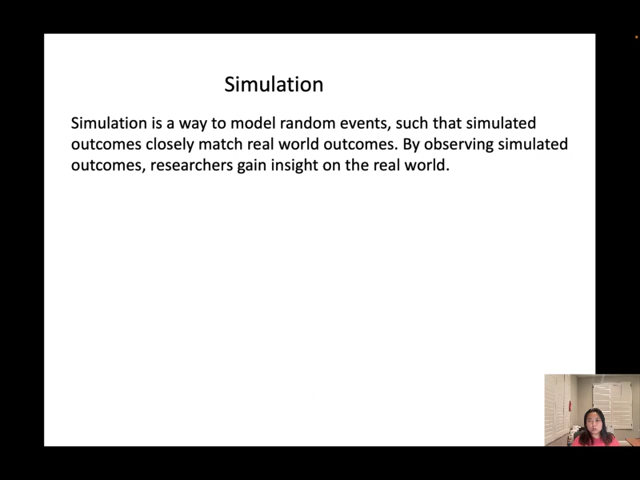 Simulation
Simulation is a way to model random events, such that simulated
outcomes closely match real world outcomes. By observing simulated
outcomes, researchers gain insight on the real world.